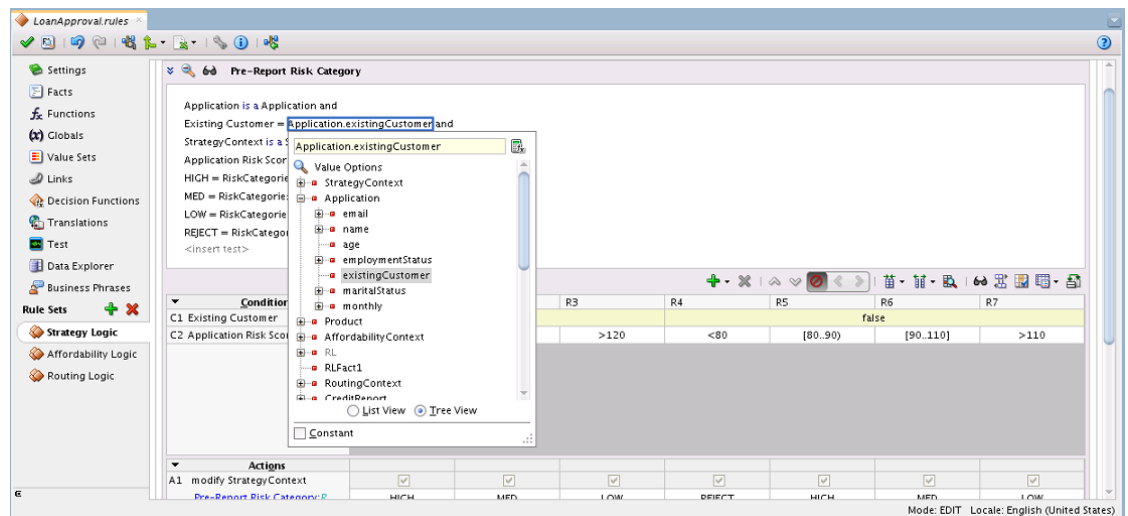 LoanApproval.rules
Settings
Facts
Functions
Globals
Value Sets
Links
Decision Functions
Translations
Test
Data Explorer
Business Phrases
Rule Sets
Strategy Logic
Affordability Logic
Routing Logic
Pre-Report Risk Category
Application is a Application and
Existing Customer = Application.existingCustomer and
StrategyContext is a
Application Risk Scor
HIGH = RiskCategorie
MED = RiskCategorie
LOW = RiskCategorie
REJECT = RiskCategor
<insert test>
Application.existingCustomer
Value Options
StrategyContext
Application
email
name
age
employmentStatus
existingCustomer
maritalStatus
monthly
Product
AffordabilityContext
RL
RLFact1
RoutingContext
CreditReport
List View Tree View
Constant
Condition R3 R4 R5 R6 R7
C1 Existing Customer false
C2 Application Risk Scor >120 <80 [80..90) [90..110] >110
Actions
A1 modify StrategyContext
Pre-Report Risk Category:R HIGH MED LOW REJECT HIGH MED LOW
Mode: EDIT Locale: English (United States)